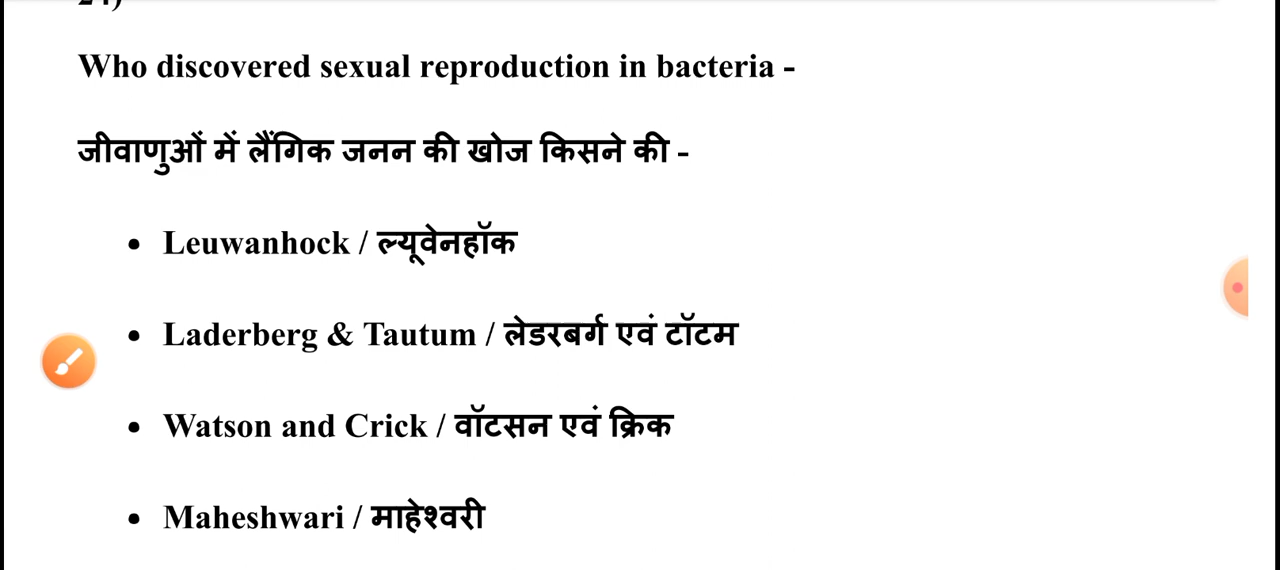 Who discovered sexual reproduction in bacteria -
जीवाणुओं में लैंगिक जनन की खोज किसने की -
• Leuwanhock / ल्यूवेनहॉक
• Laderberg & Tautum / लेडरबर्ग एवं टॉटम
• Watson and Crick / वॉटसन एवं क्रिक
• Maheshwari / माहेश्वरी